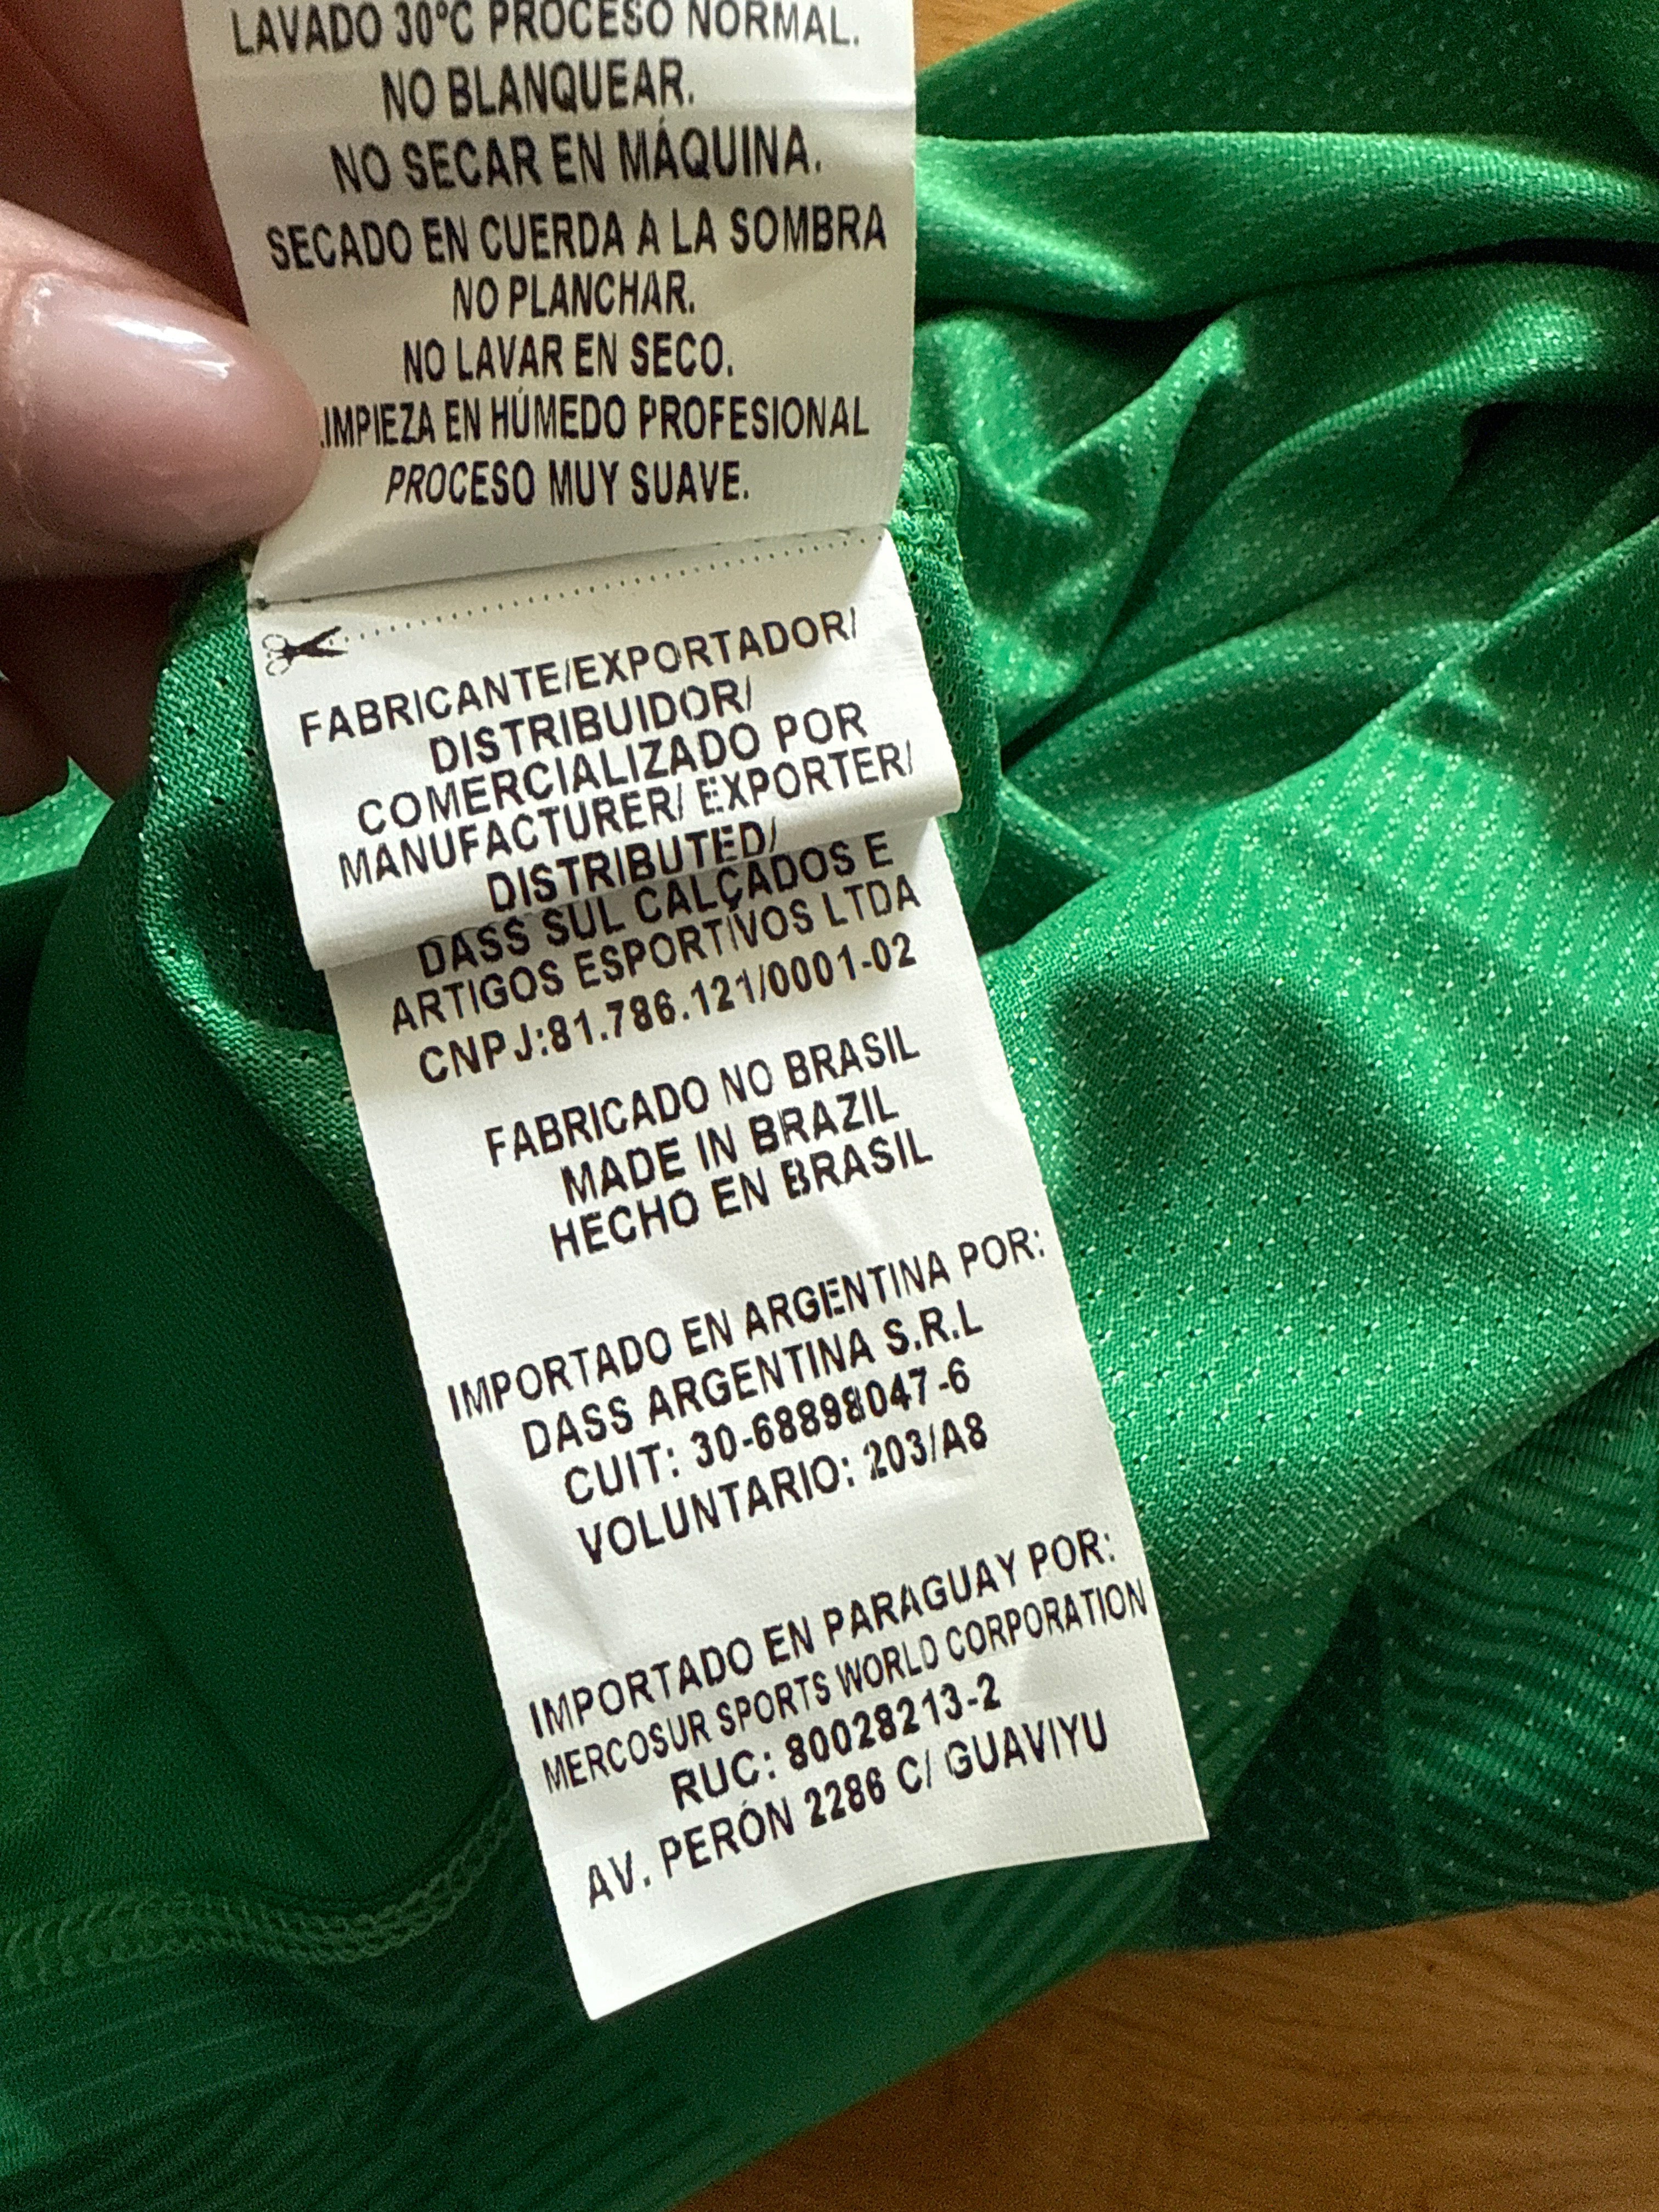 LAVADO 30°C PROCESO NORMAL.
NO BLANQUEAR.
NO SECAR EN MÁQUINA.
SECADO EN CUERDA A LA SOMBRA
NO PLANCHAR.
NO LAVAR EN SECO.
IMPIEZA EN HÚMEDO PROFESIONAL
PROCESO MUY SUAVE.
FABRICANTE/EXPORTADOR/
DISTRIBUIDOR/
COMERCIALIZADO POR
MANUFACTURER/ EXPORTER/
DISTRIBUTED/
DASS SUL CALÇADOS E
ARTIGOS ESPORTIVOS LTDA
CNPJ:81.786.121/0001-02
FABRICADO NO BRASIL
MADE IN BRAZIL
HECHO EN BRASIL
IMPORTADO EN ARGENTINA POR:
DASS ARGENTINA S.R.L
CUIT: 30-68898047-6
VOLUNTARIO: 203/A8
IMPORTADO EN PARAGUAY POR:
MERCOSUR SPORTS WORLD CORPORATION
RUC: 80028213-2
AV. PERÓN 2286 C/ GUAVIYU